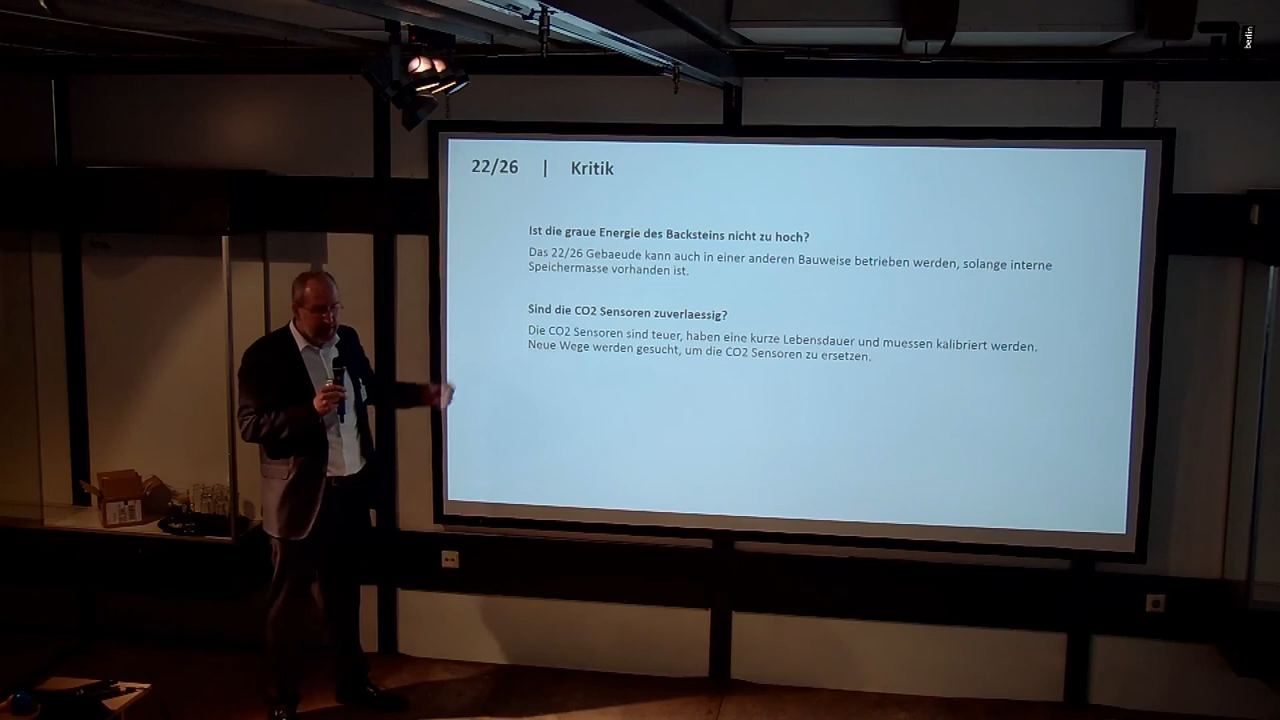 berlin
22/26 | Kritik
Ist die graue Energie des Backsteins nicht zu hoch?
Das 22/26 Gebaeude kann auch in einer anderen Bauweise betrieben werden, solange interne
Speichermasse vorhanden ist.
Sind die CO2 Sensoren zuverlaessig?
Die CO2 Sensoren sind teuer, haben eine kurze Lebensdauer und muessen kalibriert werden.
Neue Wege werden gesucht, um die CO2 Sensoren zu ersetzen.